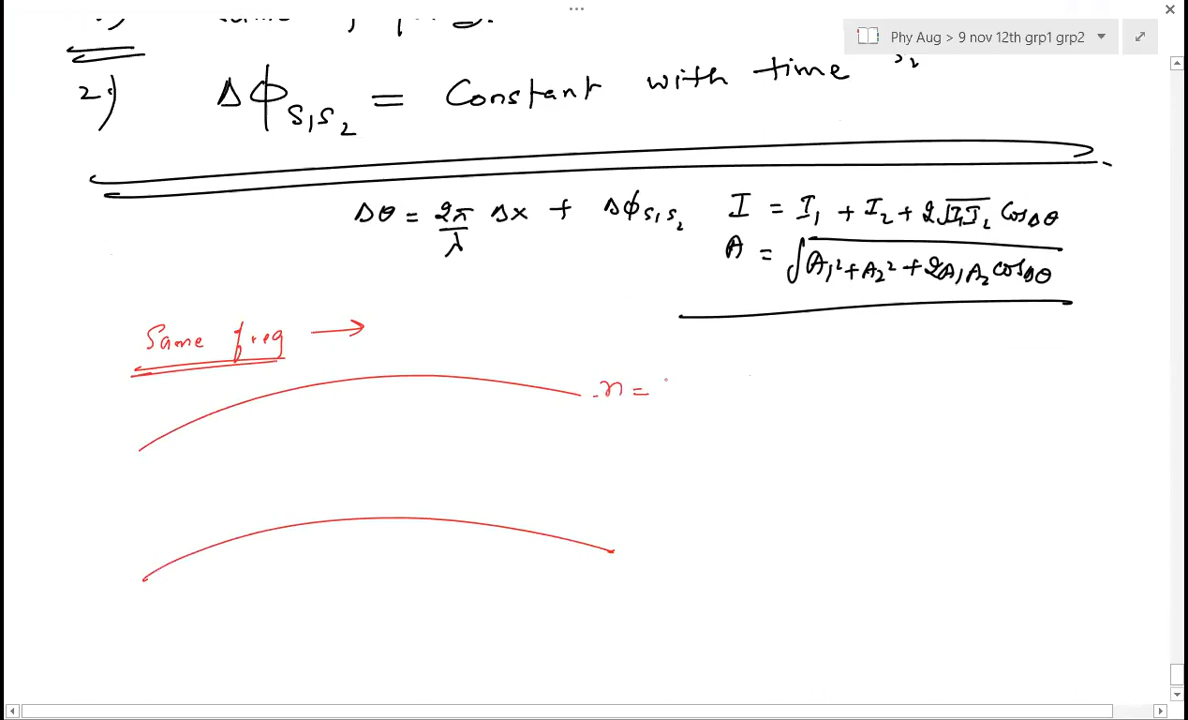 Phy Aug > 9 nov 12th grp1 grp2
2) Δφ_{S1S2} = Constant with time
Δθ = 2π/λ Δx + Δφ_{S1S2} I = I₁ + I₂ + 2√I₁I₂ Cos Δθ
A = √A₁² + A₂² + 2A₁A₂ cos Δθ
Same freq →
n =